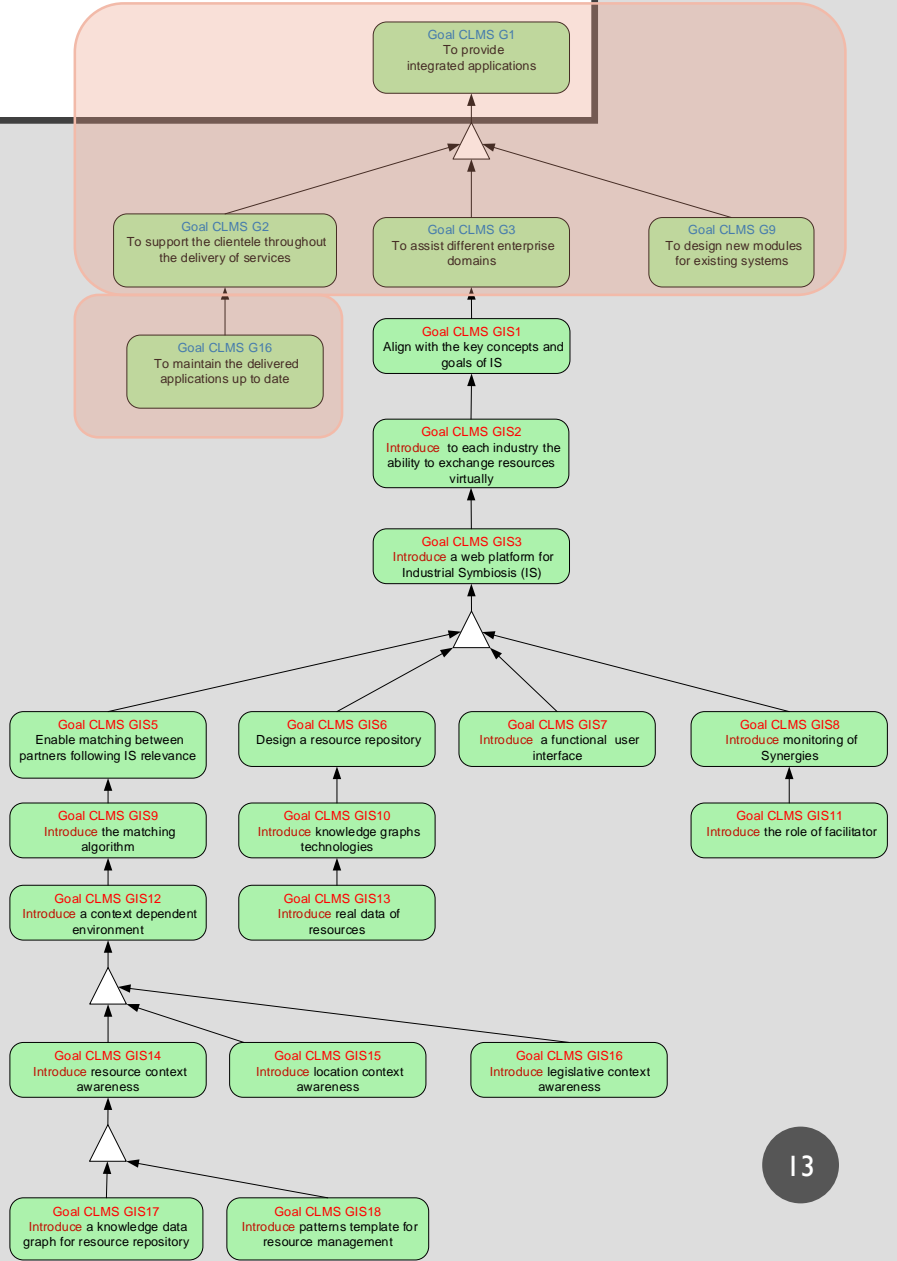 Goal CLMS G1
To provide
integrated applications
Goal CLMS G2
To support the clientele throughout
the delivery of services
Goal CLMS G3
To assist different enterprise
domains
Goal CLMS G9
To design new modules
for existing systems
Goal CLMS G16
To maintain the delivered
applications up to date
Goal CLMS GIS1
Align with the key concepts and
goals of IS
Goal CLMS GIS2
Introduce to each industry the
ability to exchange resources
virtually
Goal CLMS GIS3
Introduce a web platform for
Industrial Symbiosis (IS)
Goal CLMS GIS5
Enable matching between
partners following IS relevance
Goal CLMS GIS6
Design a resource repository
Goal CLMS GIS7
Introduce a functional user
interface
Goal CLMS GIS8
Introduce monitoring of
Synergies
Goal CLMS GIS9
Introduce the matching
algorithm
Goal CLMS GIS10
Introduce knowledge graphs
technologies
Goal CLMS GIS11
Introduce the role of facilitator
Goal CLMS GIS12
Introduce a context dependent
environment
Goal CLMS GIS13
Introduce real data of
resources
Goal CLMS GIS14
Introduce resource context
awareness
Goal CLMS GIS15
Introduce location context
awareness
Goal CLMS GIS16
Introduce legislative context
awareness
Goal CLMS GIS17
Introduce a knowledge data
graph for resource repository
Goal CLMS GIS18
Introduce patterns template for
resource management
13